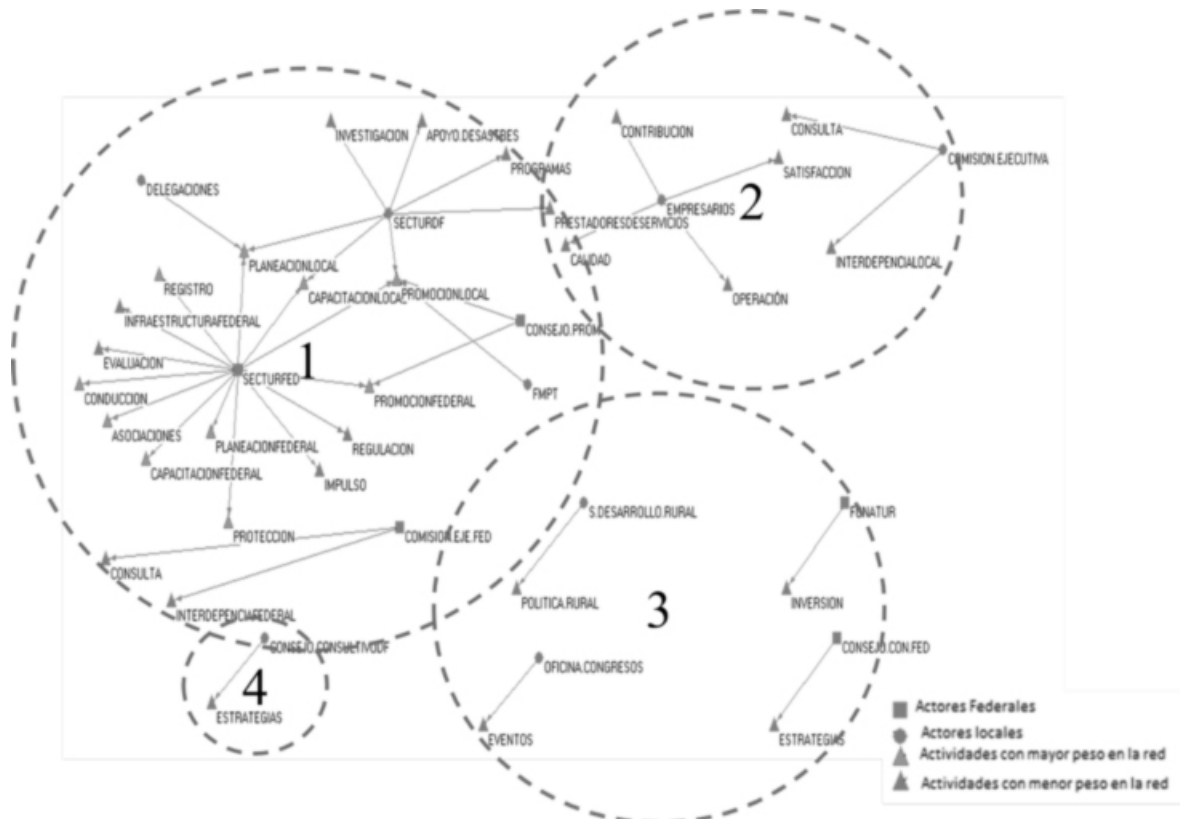 INVESTIGACION
APOYO.DESASTRES
PROGRAMAS
CONTRIBUCION
CONSULTA
COMISION.EJECUTIVA
SATISFACCION
DELEGACIONES
SECTURDF
EMPRESARIOS
2
PRESTADORESDESERVICIOS
CALIDAD
INTERDEPENCIALOCAL
PLANEACIONLOCAL
REGISTRO
CAPACITACIONLOCAL
PROMOCIONLOCAL
OPERACIÓN
INFRAESTRUCTURAFEDERAL
CONSEJO.PROM
EVALUACION
1
SECTURFED
CONDUCCION
PROMOCIONFEDERAL
FMPT
ASOCIACIONES
PLANEACIONFEDERAL
REGULACION
CAPACITACIONFEDERAL
IMPULSO
S.DESARROLLO.RURAL
FONATUR
PROTECCION
COMISION.EJE.FED
CONSULTA
INTERDEPENCIAFEDERAL
POLITICA.RURAL
3
INVERSION
CONSEJO.CONSULTIVODF
CONSEJO.CON.FED
OFICINA.CONGRESOS
4
ESTRATEGIAS
EVENTOS
ESTRATEGIAS
Actores Federales
Actores locales
Actividades con mayor peso en la red
Actividades con menor peso en la red